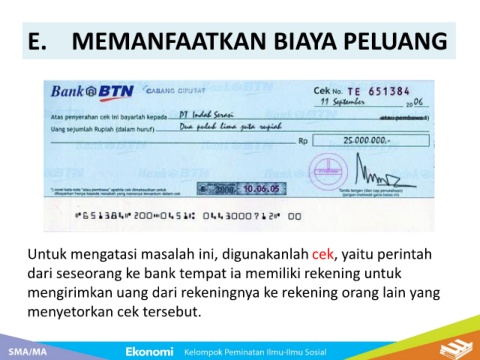 E. MEMANFAATKAN BIAYA PELUANG
Bank BTN CABANG CIPUTAT Cek No. TE 651384
11 September 2006
Atas penyerahan cek ini bayarlah kepada PT Indah Serasi atau pembawa
Uang sejumlah Rupiah (dalam huruf) Dua puluh lima juta rupiah
Rp 25.000.000.-
2006 10.06.05
651384 200 0451 0443000712 00
Untuk mengatasi masalah ini, digunakanlah cek, yaitu perintah
dari seseorang ke bank tempat ia memiliki rekening untuk
mengirimkan uang dari rekeningnya ke rekening orang lain yang
menyetorkan cek tersebut.
SMA/MA Ekonomi Kelompok Peminatan Ilmu-Ilmu Sosial